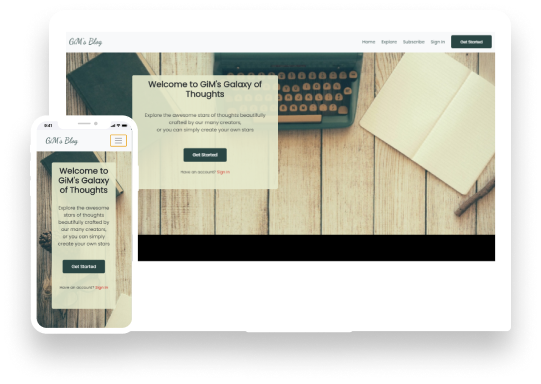 GiM's Blog
Home Explore Subscribe Sign In Get Started
Welcome to GiM's Galaxy of
Thoughts
Explore the awesome stars of thoughts beautifully
crafted by our many creators,
or you can simply create your own stars
Get Started
Have an account? Sign In
9:41
GiM's Blog
Welcome to
GiM's Galaxy
of Thoughts
Explore the awesome
stars of thoughts
beautifully crafted by
our many creators,
or you can simply
create your own stars
Get Started
Have an account? Sign In